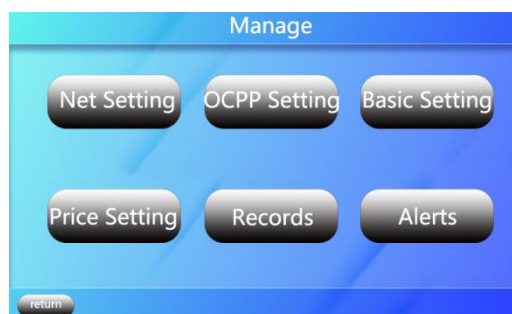 Manage
Net Setting OCPP Setting Basic Setting
Price Setting Records Alerts
return